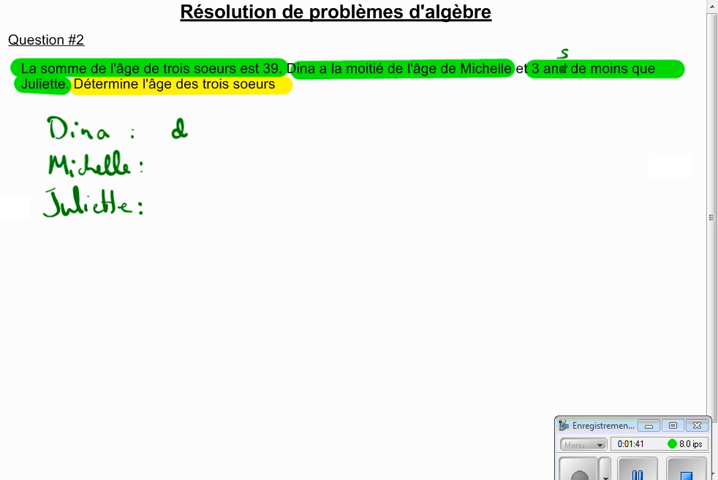 Résolution de problèmes d'algèbre
Question #2
s
La somme de l'âge de trois soeurs est 39. Dina a la moitié de l'âge de Michelle et 3 and de moins que
Juliette. Détermine l'âge des trois soeurs
Dina : d
Michelle:
Juliette:
Enregistremen...
Menu 0:01:41 8.0 ips